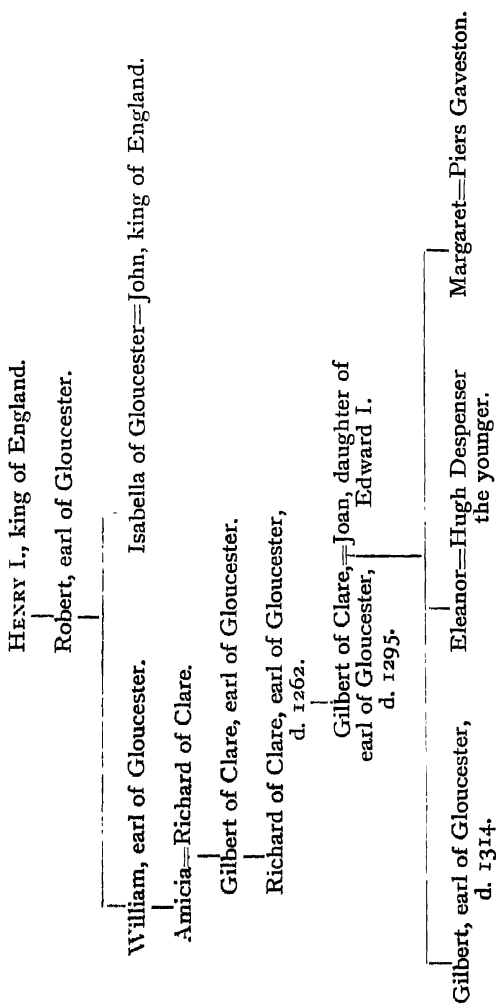 HENRY I., king of England.
Robert, earl of Gloucester.
William, earl of Gloucester.
Isabella of Gloucester=John, king of England.
Amicia=Richard of Clare.
Gilbert of Clare, earl of Gloucester.
Richard of Clare, earl of Gloucester,
d. 1262.
Gilbert of Clare,=Joan, daughter of
earl of Gloucester, Edward I.
d. 1295.
Gilbert, earl of Gloucester,
d. 1314.
Eleanor=Hugh Despenser
the younger.
Margaret=Piers Gaveston.